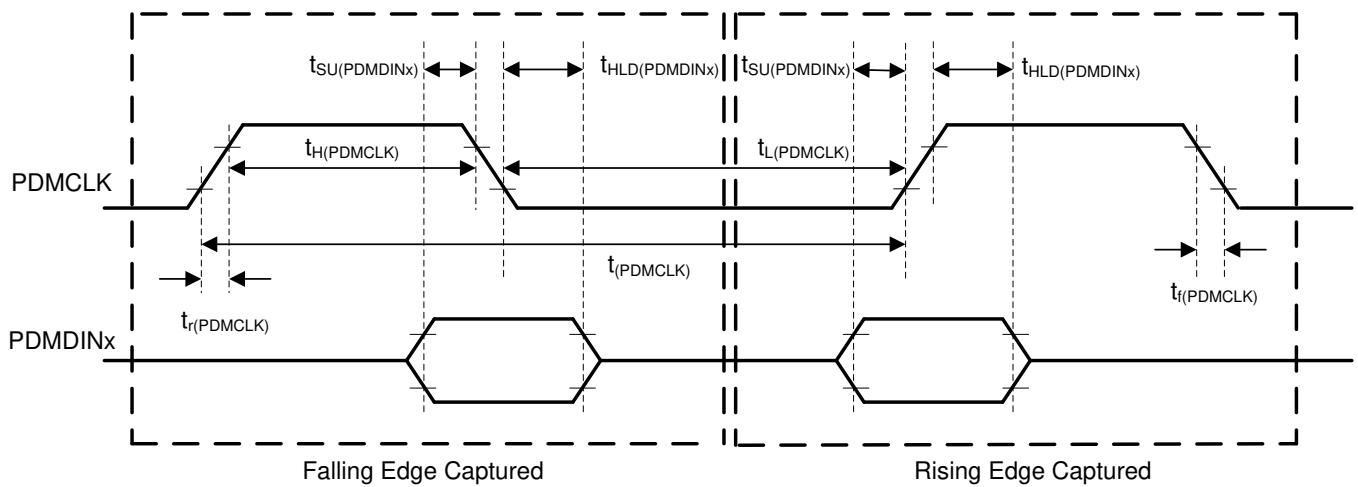 tSU(PDMDINx) tHLD(PDMDINx) tSU(PDMDINx) tHLD(PDMDINx)
tH(PDMCLK) tL(PDMCLK)
PDMCLK
t(PDMCLK)
tr(PDMCLK) tf(PDMCLK)
PDMDINx
Falling Edge Captured Rising Edge Captured